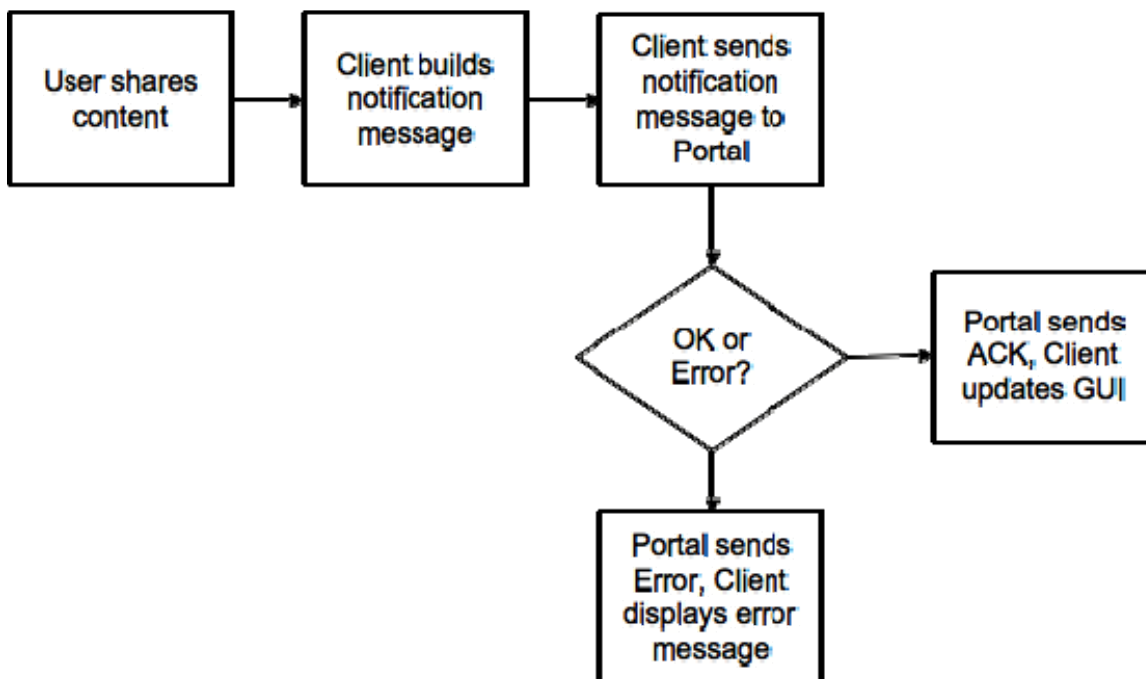 User shares
content
Client builds
notification
message
Client sends
notification
message to
Portal
OK or
Error?
Portal sends
ACK, Client
updates GUI
Portal sends
Error, Client
displays error
message